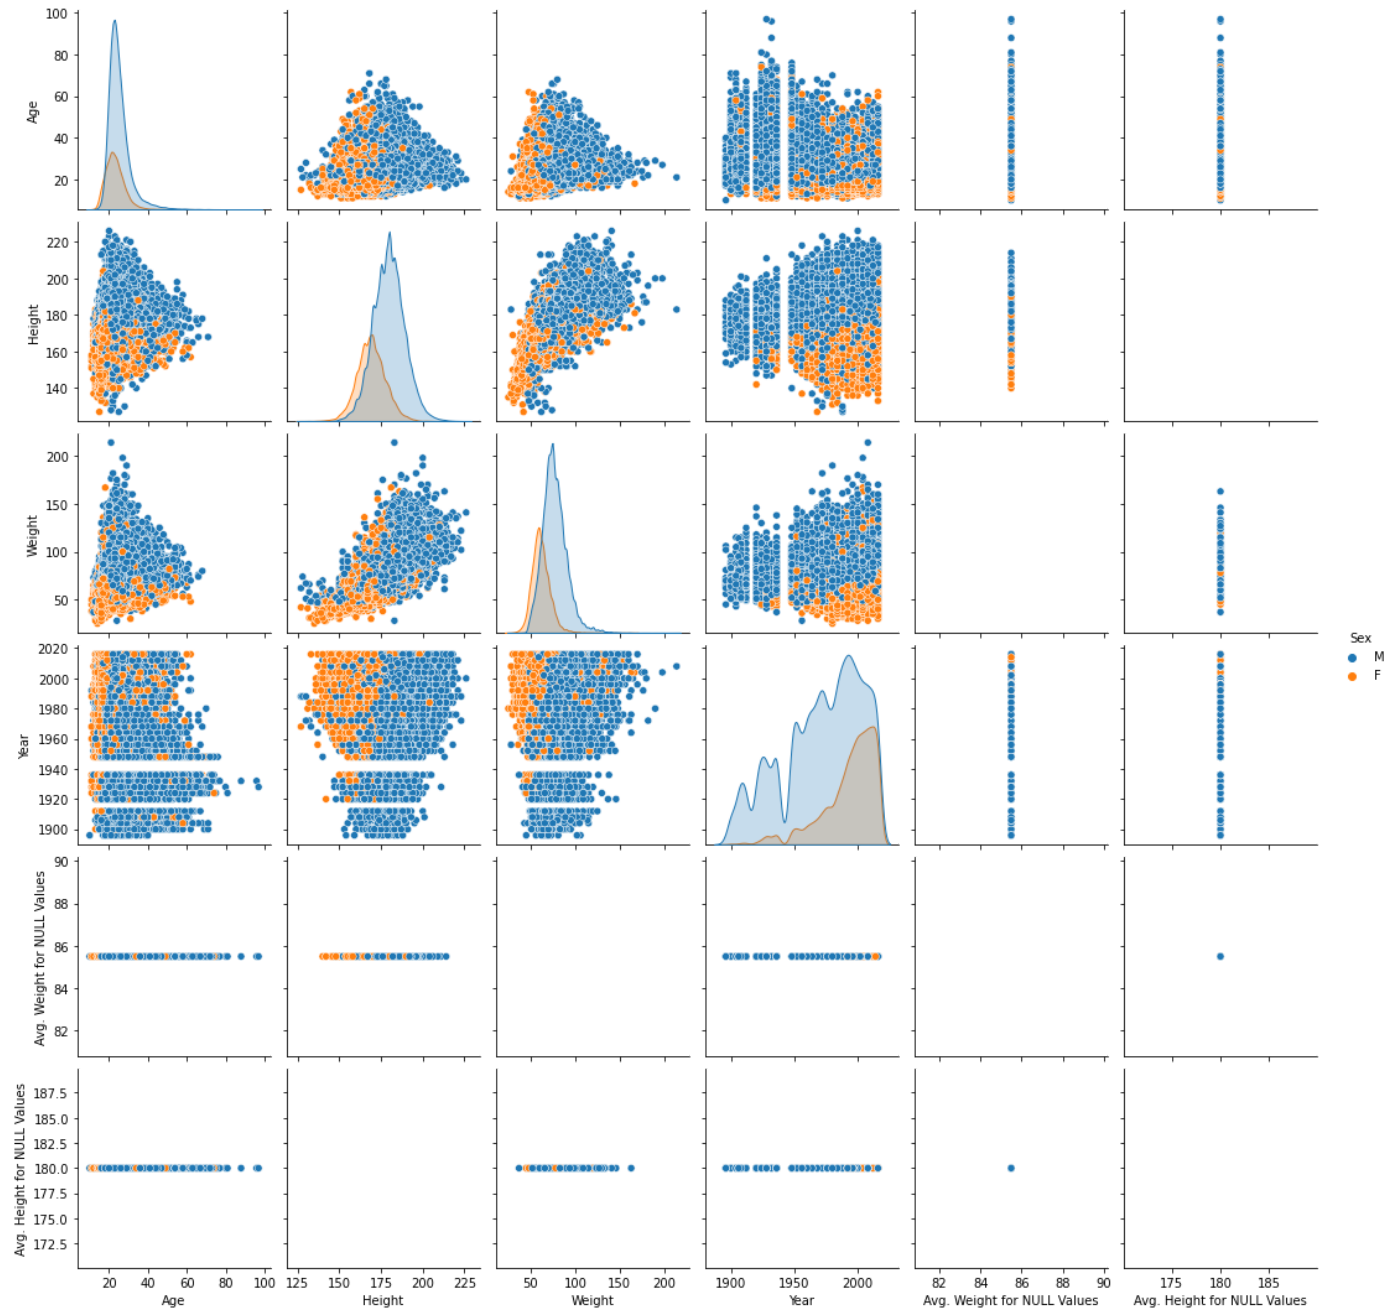 100
80
60
40
20
Age
220
200
180
160
140
Height
200
150
100
50
Weight
Sex
M
F
2020
2000
1980
1960
1940
1920
1900
Year
90
88
86
84
82
Avg. Weight for NULL Values
187.5
185.0
182.5
180.0
177.5
175.0
172.5
Avg. Height for NULL Values
20 40 60 80 100
125 150 175 200 225
50 100 150 200
1900 1950 2000
82 84 86 88 90
175 180 185
Age
Height
Weight
Year
Avg. Weight for NULL Values
Avg. Height for NULL Values